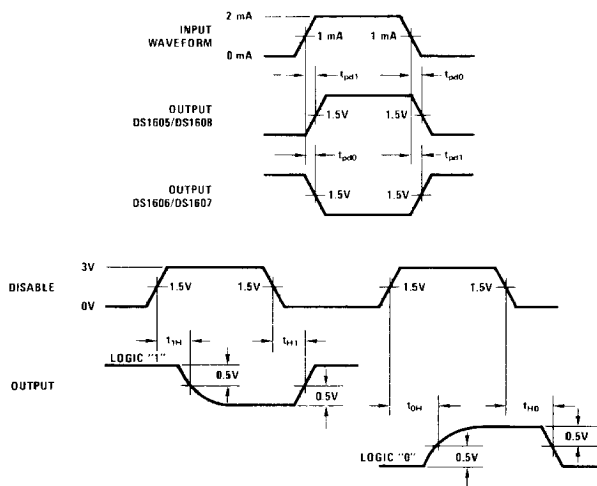 2 mA
INPUT
WAVEFORM
1 mA
1 mA
0 mA
tpd1
tpd0
OUTPUT
DS1605/DS1608
1.5V
1.5V
tpd0
tpd1
OUTPUT
DS1606/DS1607
1.5V
1.5V
3V
DISABLE
1.5V
1.5V
1.5V
1.5V
0V
t1H
tH1
LOGIC "1"
0.5V
OUTPUT
0.5V
t0H
tH0
0.5V
LOGIC "0"
0.5V